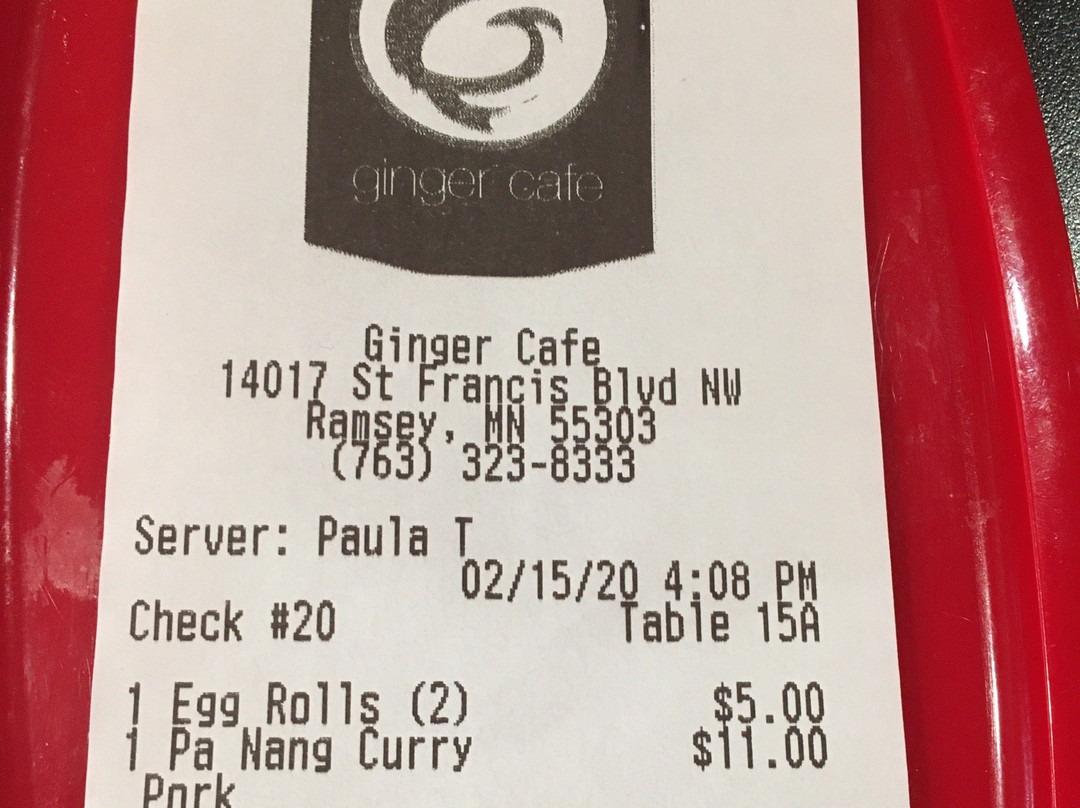 ginger cafe
Ginger Cafe
14017 St Francis Blvd NW
Ramsey, MN 55303
(763) 323-8333
Server: Paula T
02/15/20 4:08 PM
Check #20 Table 15A
1 Egg Rolls (2) $5.00
1 Pa Nang Curry $11.00
Pork